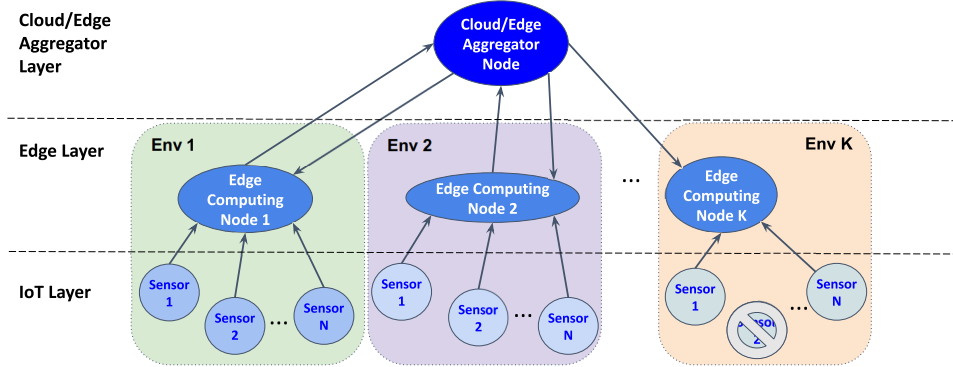 Cloud/Edge
Aggregator
Layer
Cloud/Edge
Aggregator
Node
Edge Layer
Env 1
Env 2
Env K
Edge
Computing
Node 1
Edge Computing
Node 2
...
Edge
Computing
Node K
IoT Layer
Sensor
1
Sensor
2
...
Sensor
N
Sensor
1
Sensor
2
...
Sensor
N
Sensor
1
2
...
Sensor
N